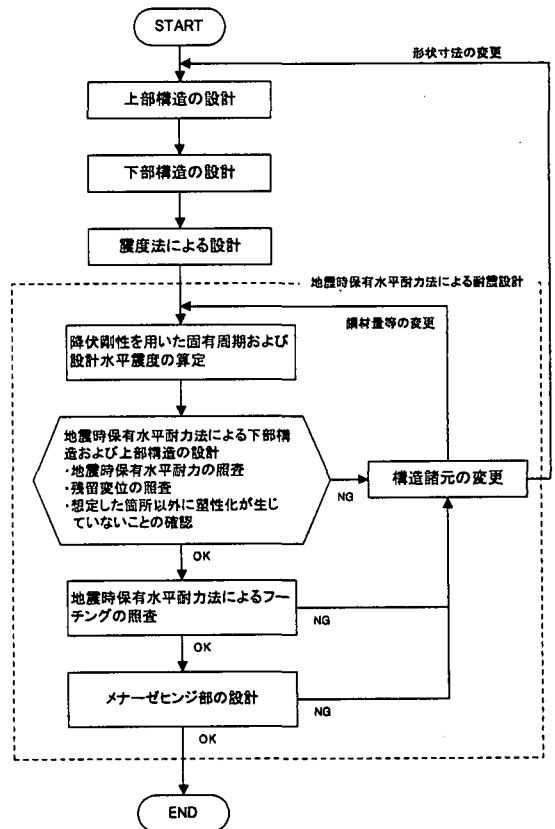 START
形状寸法の変更
上部構造の設計
下部構造の設計
震度法による設計
地震時保有水平耐力法による耐震設計
鋼材量等の変更
降伏剛性を用いた固有周期および
設計水平震度の算定
地震時保有水平耐力法による下部構
造および上部構造の設計
・地震時保有水平耐力の照査
・残留変位の照査
・想定した箇所以外に塑性化が生じ
ていないことの確認
NG
構造諸元の変更
OK
地震時保有水平耐力法によるフー
チングの照査
NG
OK
メナーゼヒンジ部の設計
NG
OK
END